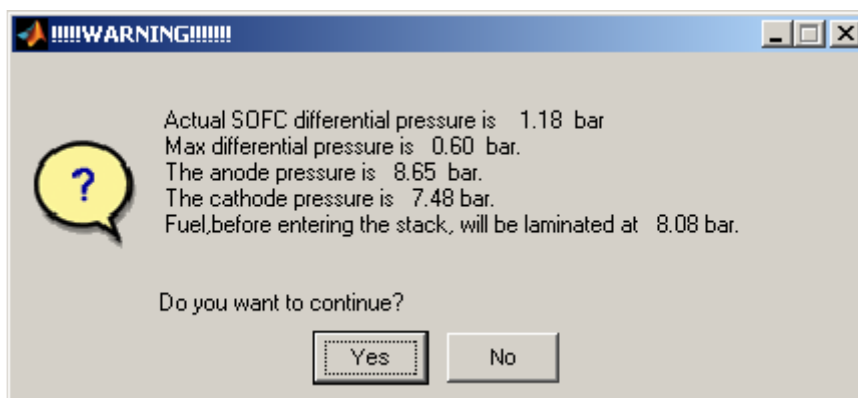 !!!!!WARNING!!!!!!!
Actual SOFC differential pressure is 1.18 bar
Max differential pressure is 0.60 bar.
The anode pressure is 8.65 bar.
The cathode pressure is 7.48 bar.
Fuel,before entering the stack, will be laminated at 8.08 bar.
Do you want to continue?
Yes No